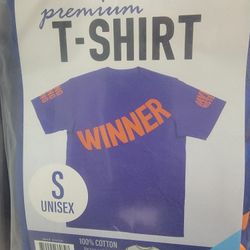 premium
T-SHIRT
WINNER
S
UNISEX
100% COTTON